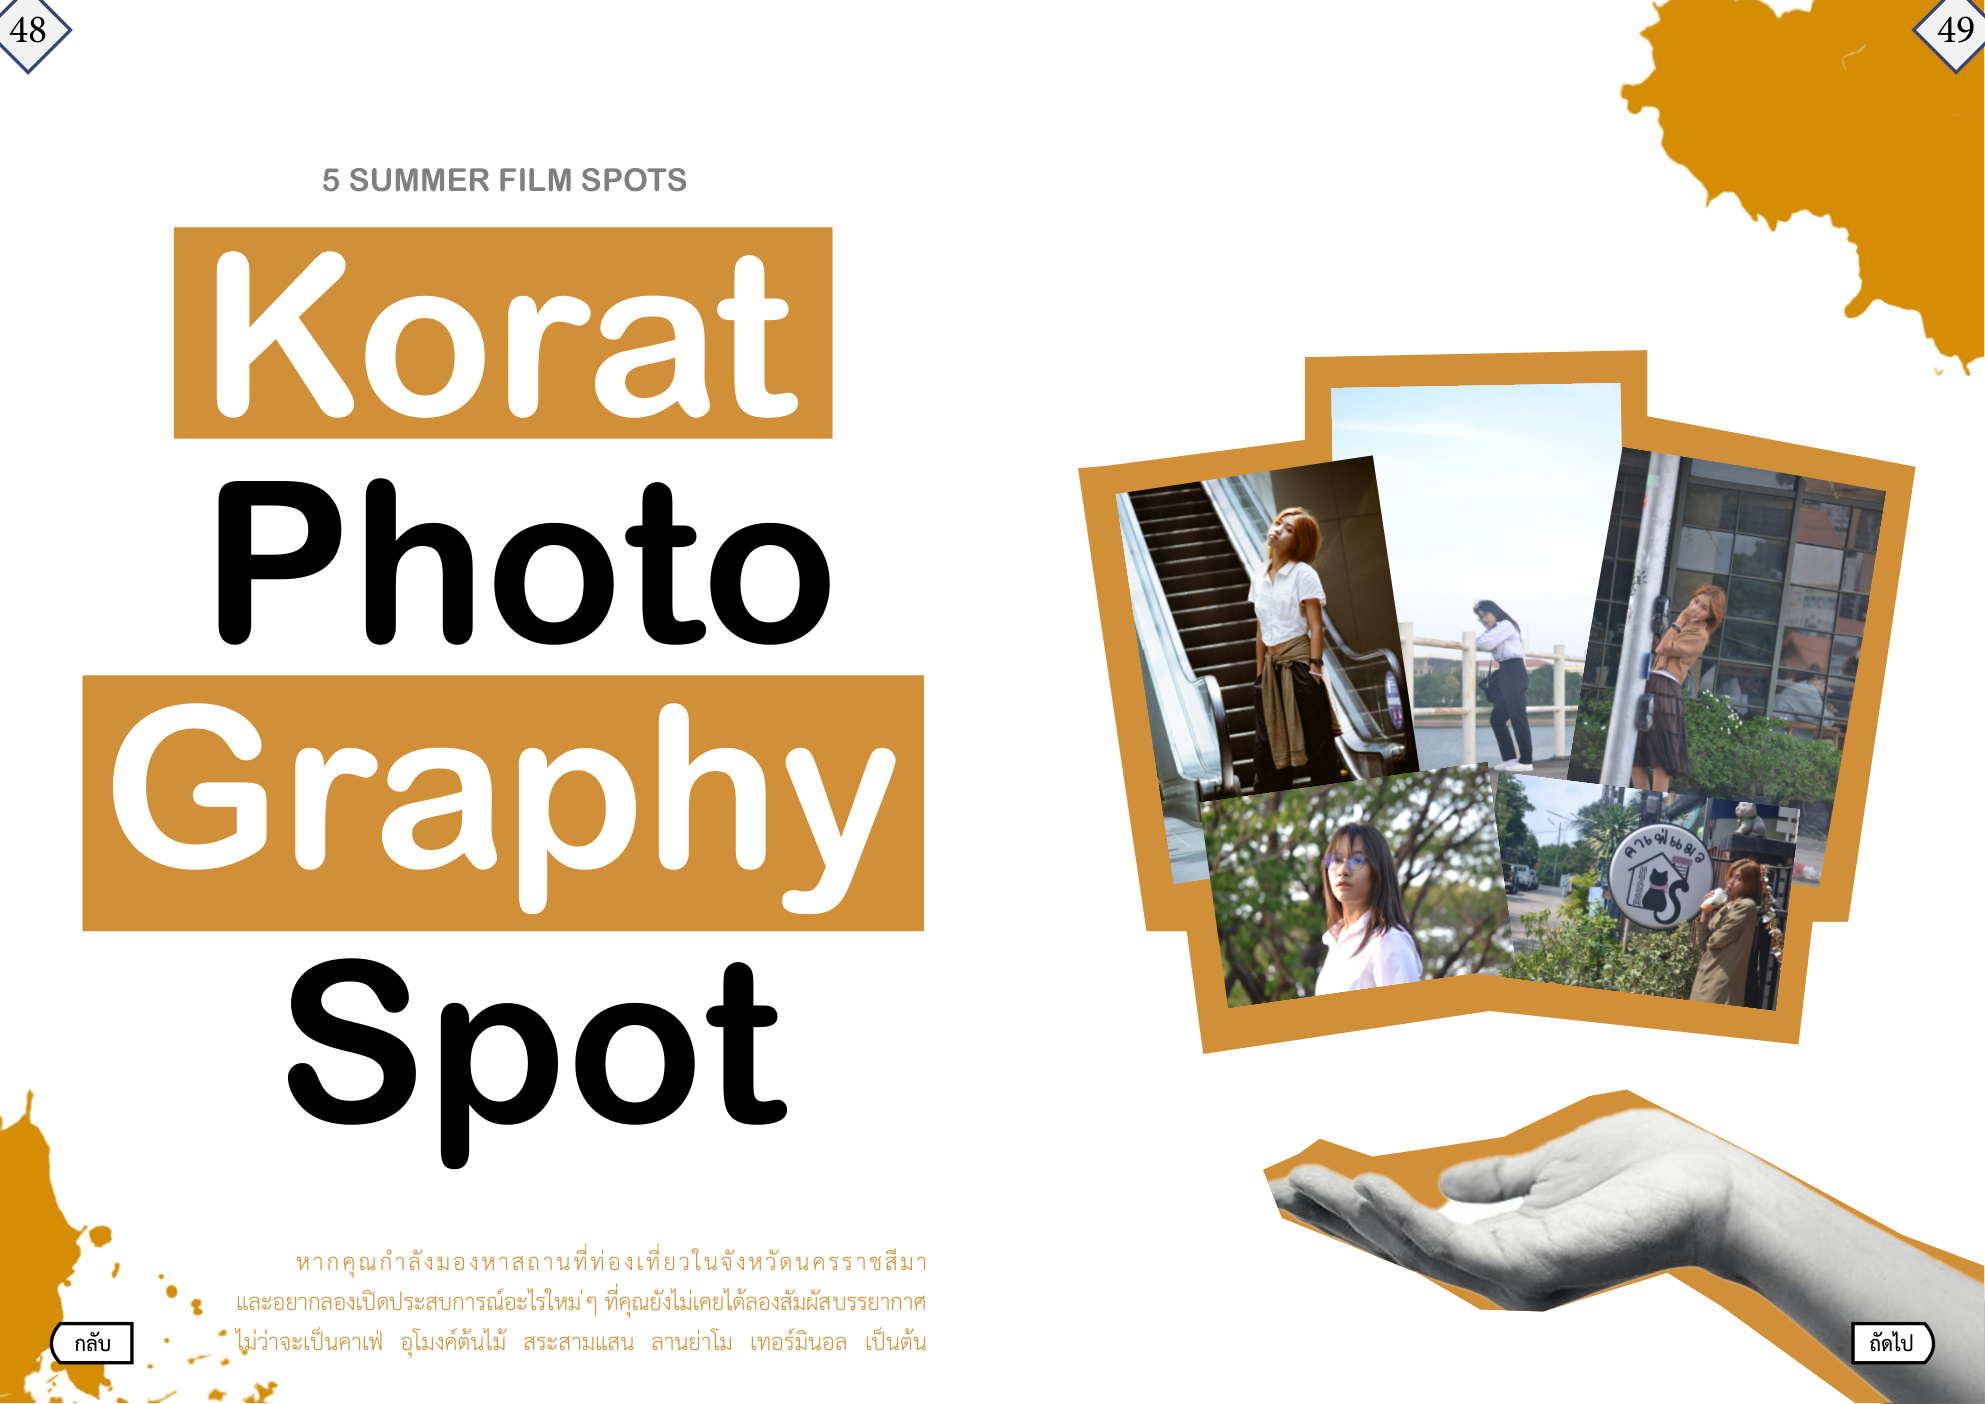 48
49
5 SUMMER FILM SPOTS
Korat
Photo
Graphy
Spot
หากคุณกำลังมองหาสถานที่ท่องเที่ยวในจังหวัดนครราชสีมา
และอยากลองเปิดประสบการณ์อะไรใหม่ๆ ที่คุณยังไม่เคยได้ลองสัมผัสบรรยากาศ
ไม่ว่าจะเป็นคาเฟ่ อุโมงค์ต้นไม้ สระสามแสน ลานย่าโม เทอร์มินอล เป็นต้น
คาเฟ่แมว
กลับ
ถัดไป